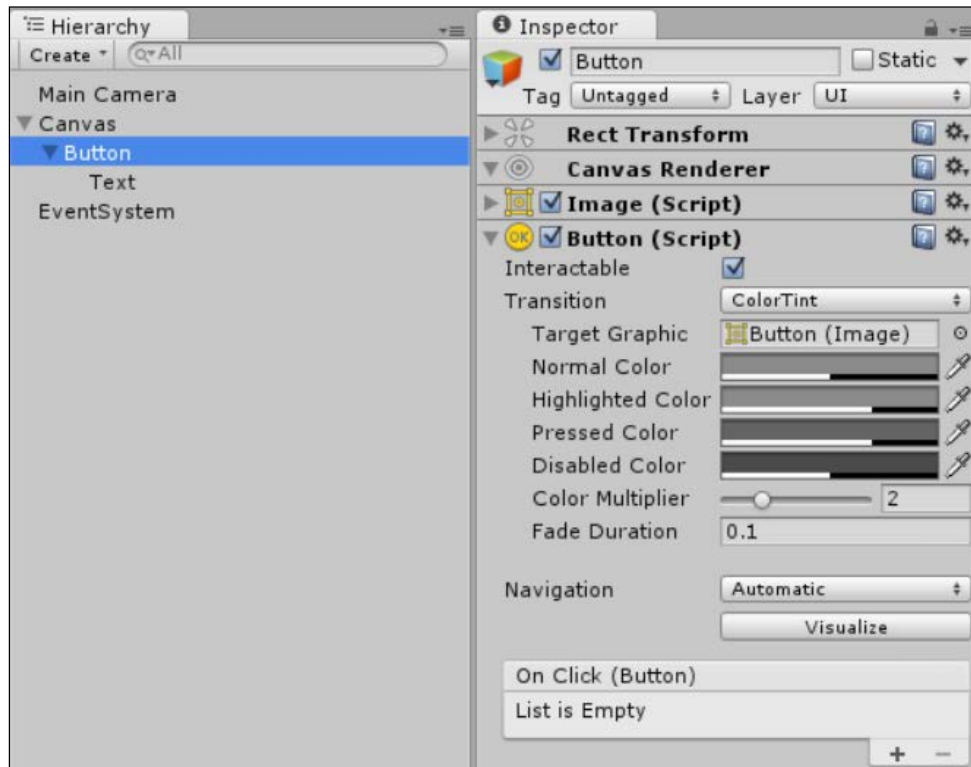 Hierarchy
Create
All
Main Camera
Canvas
Button
Text
EventSystem
Inspector
Button
Static
Tag Untagged Layer UI
Rect Transform
Canvas Renderer
Image (Script)
OK Button (Script)
Interactable
Transition ColorTint
Target Graphic Button (Image)
Normal Color
Highlighted Color
Pressed Color
Disabled Color
Color Multiplier 2
Fade Duration 0.1
Navigation Automatic
Visualize
On Click (Button)
List is Empty